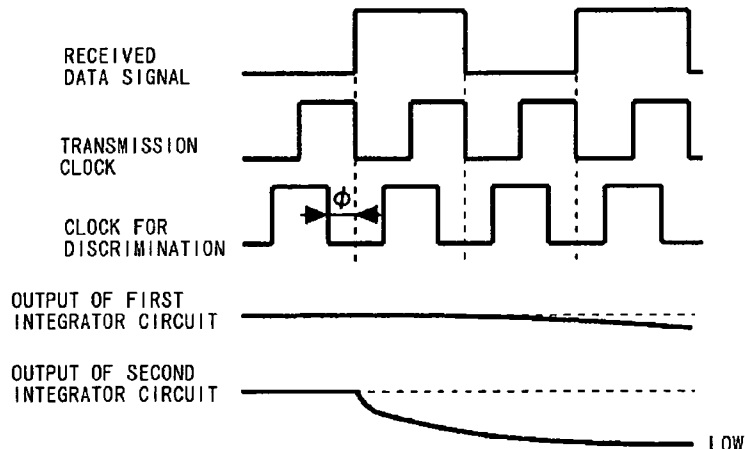 RECEIVED
DATA SIGNAL
TRANSMISSION
CLOCK
ϕ
CLOCK FOR
DISCRIMINATION
OUTPUT OF FIRST
INTEGRATOR CIRCUIT
OUTPUT OF SECOND
INTEGRATOR CIRCUIT
LOW